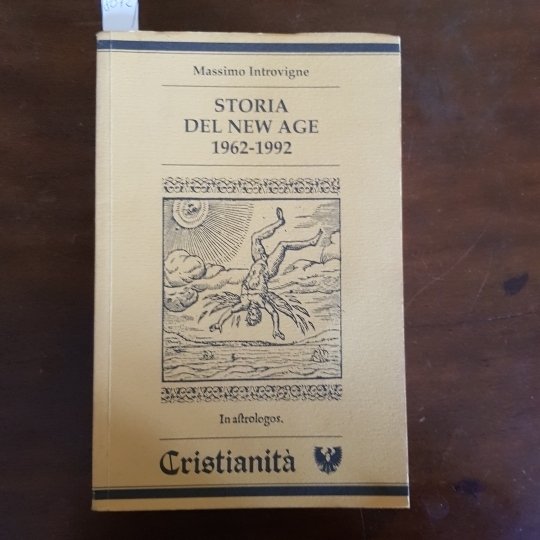 Massimo Introvigne
STORIA
DEL NEW AGE
1962-1992
In astrologos.
Cristianità